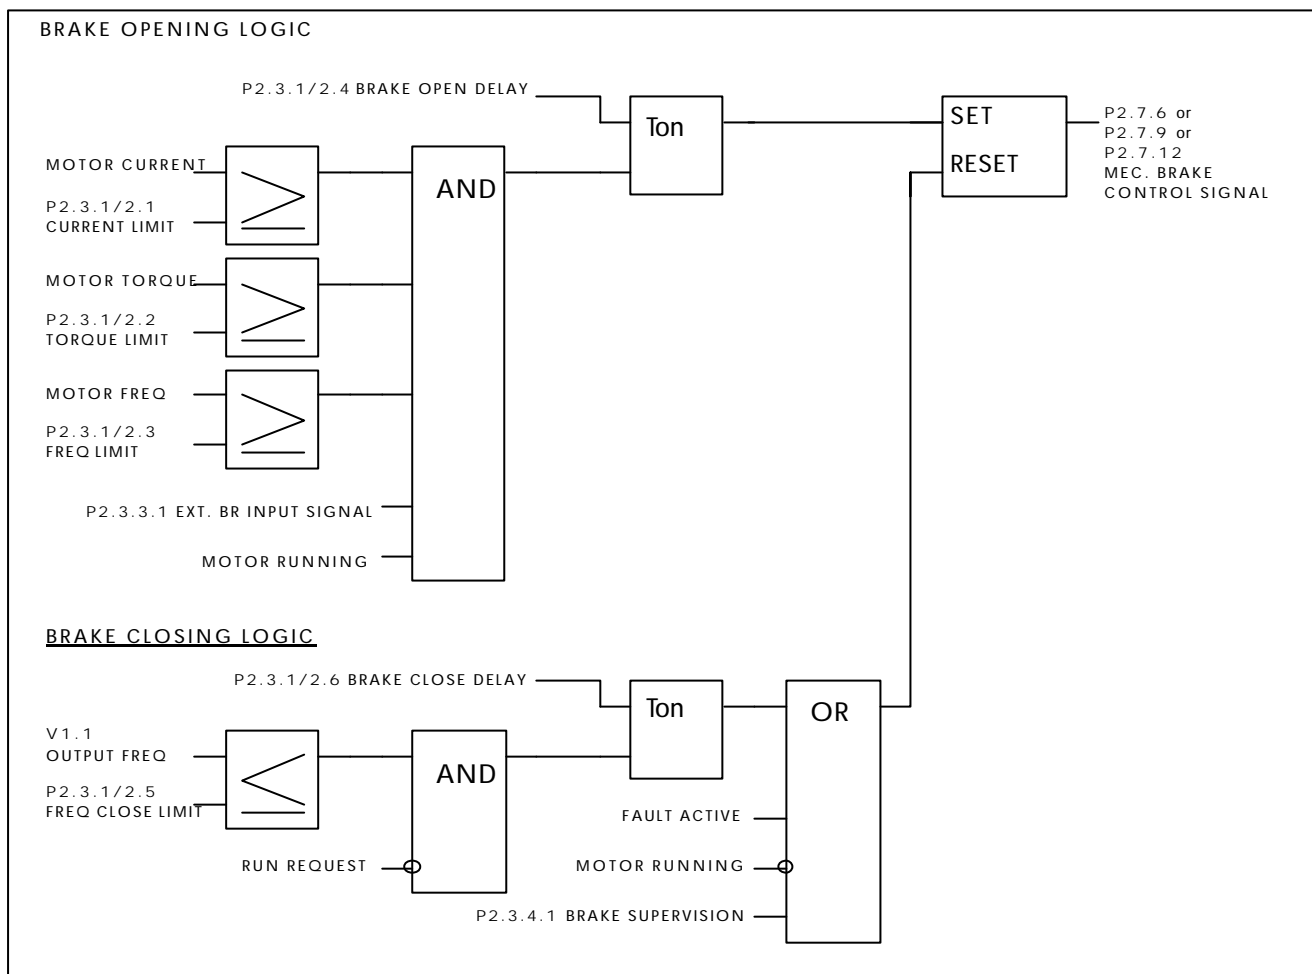 BRAKE OPENING LOGIC
P2.3.1/2.4 BRAKE OPEN DELAY
Ton
SET
RESET
P2.7.6 or
P2.7.9 or
P2.7.12
MEC. BRAKE
CONTROL SIGNAL
MOTOR CURRENT
P2.3.1/2.1
CURRENT LIMIT
AND
MOTOR TORQUE
P2.3.1/2.2
TORQUE LIMIT
MOTOR FREQ
P2.3.1/2.3
FREQ LIMIT
P2.3.3.1 EXT. BR INPUT SIGNAL
MOTOR RUNNING
BRAKE CLOSING LOGIC
P2.3.1/2.6 BRAKE CLOSE DELAY
Ton
OR
V1.1
OUTPUT FREQ
P2.3.1/2.5
FREQ CLOSE LIMIT
AND
RUN REQUEST
FAULT ACTIVE
MOTOR RUNNING
P2.3.4.1 BRAKE SUPERVISION